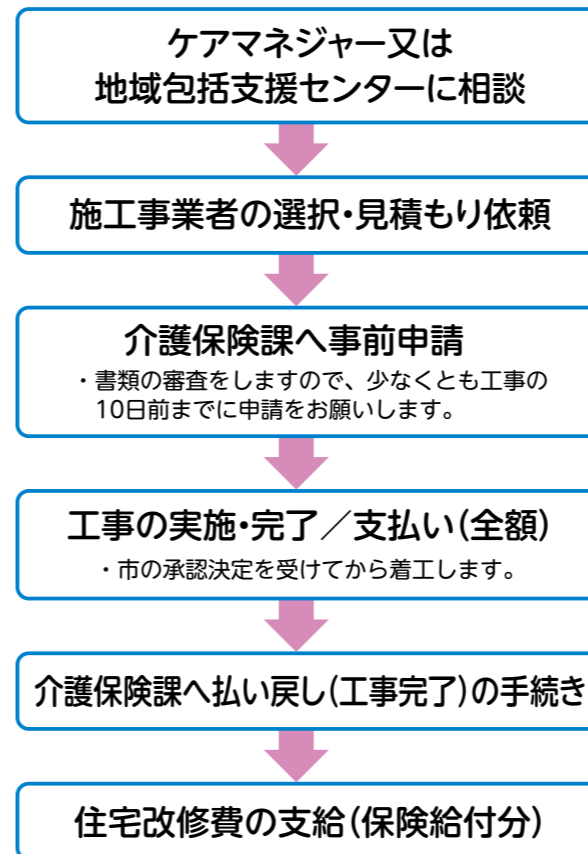 ケアマネジャー又は
地域包括支援センターに相談
施工事業者の選択・見積もり依頼
介護保険課へ事前申請
・書類の審査をしますので、少なくとも工事の
10日前までに申請をお願いします。
工事の実施・完了／支払い(全額)
・市の承認決定を受けてから着工します。
介護保険課へ払い戻し(工事完了)の手続き
住宅改修費の支給(保険給付分)